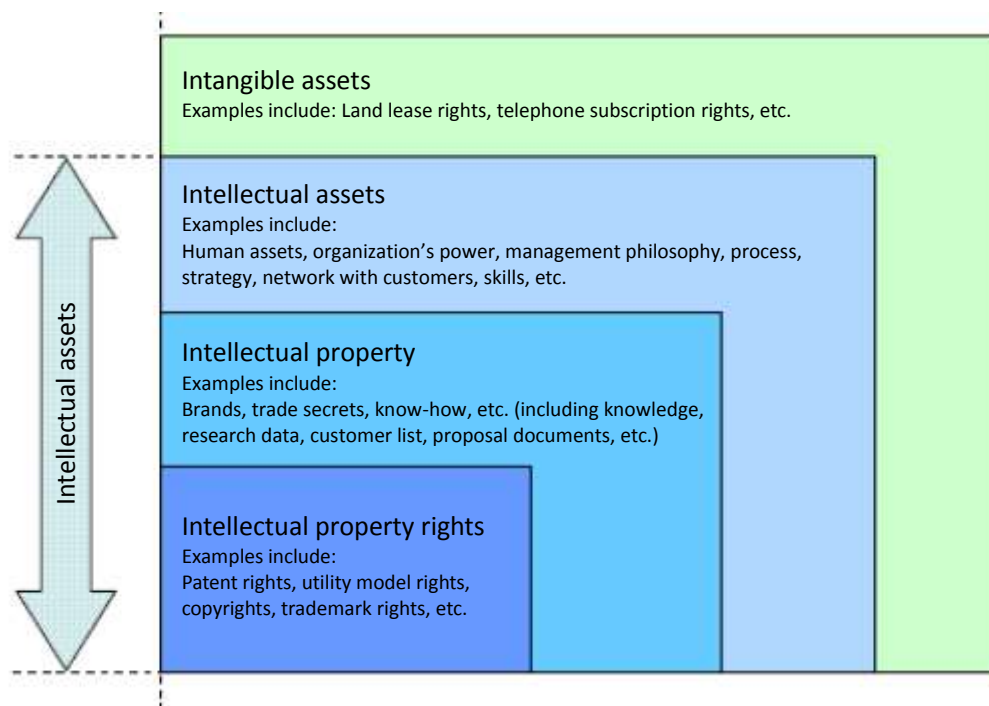 Intangible assets
Examples include: Land lease rights, telephone subscription rights, etc.
Intellectual assets
Examples include:
Human assets, organization’s power, management philosophy, process,
strategy, network with customers, skills, etc.
Intellectual assets
Intellectual property
Examples include:
Brands, trade secrets, know-how, etc. (including knowledge,
research data, customer list, proposal documents, etc.)
Intellectual property rights
Examples include:
Patent rights, utility model rights,
copyrights, trademark rights, etc.